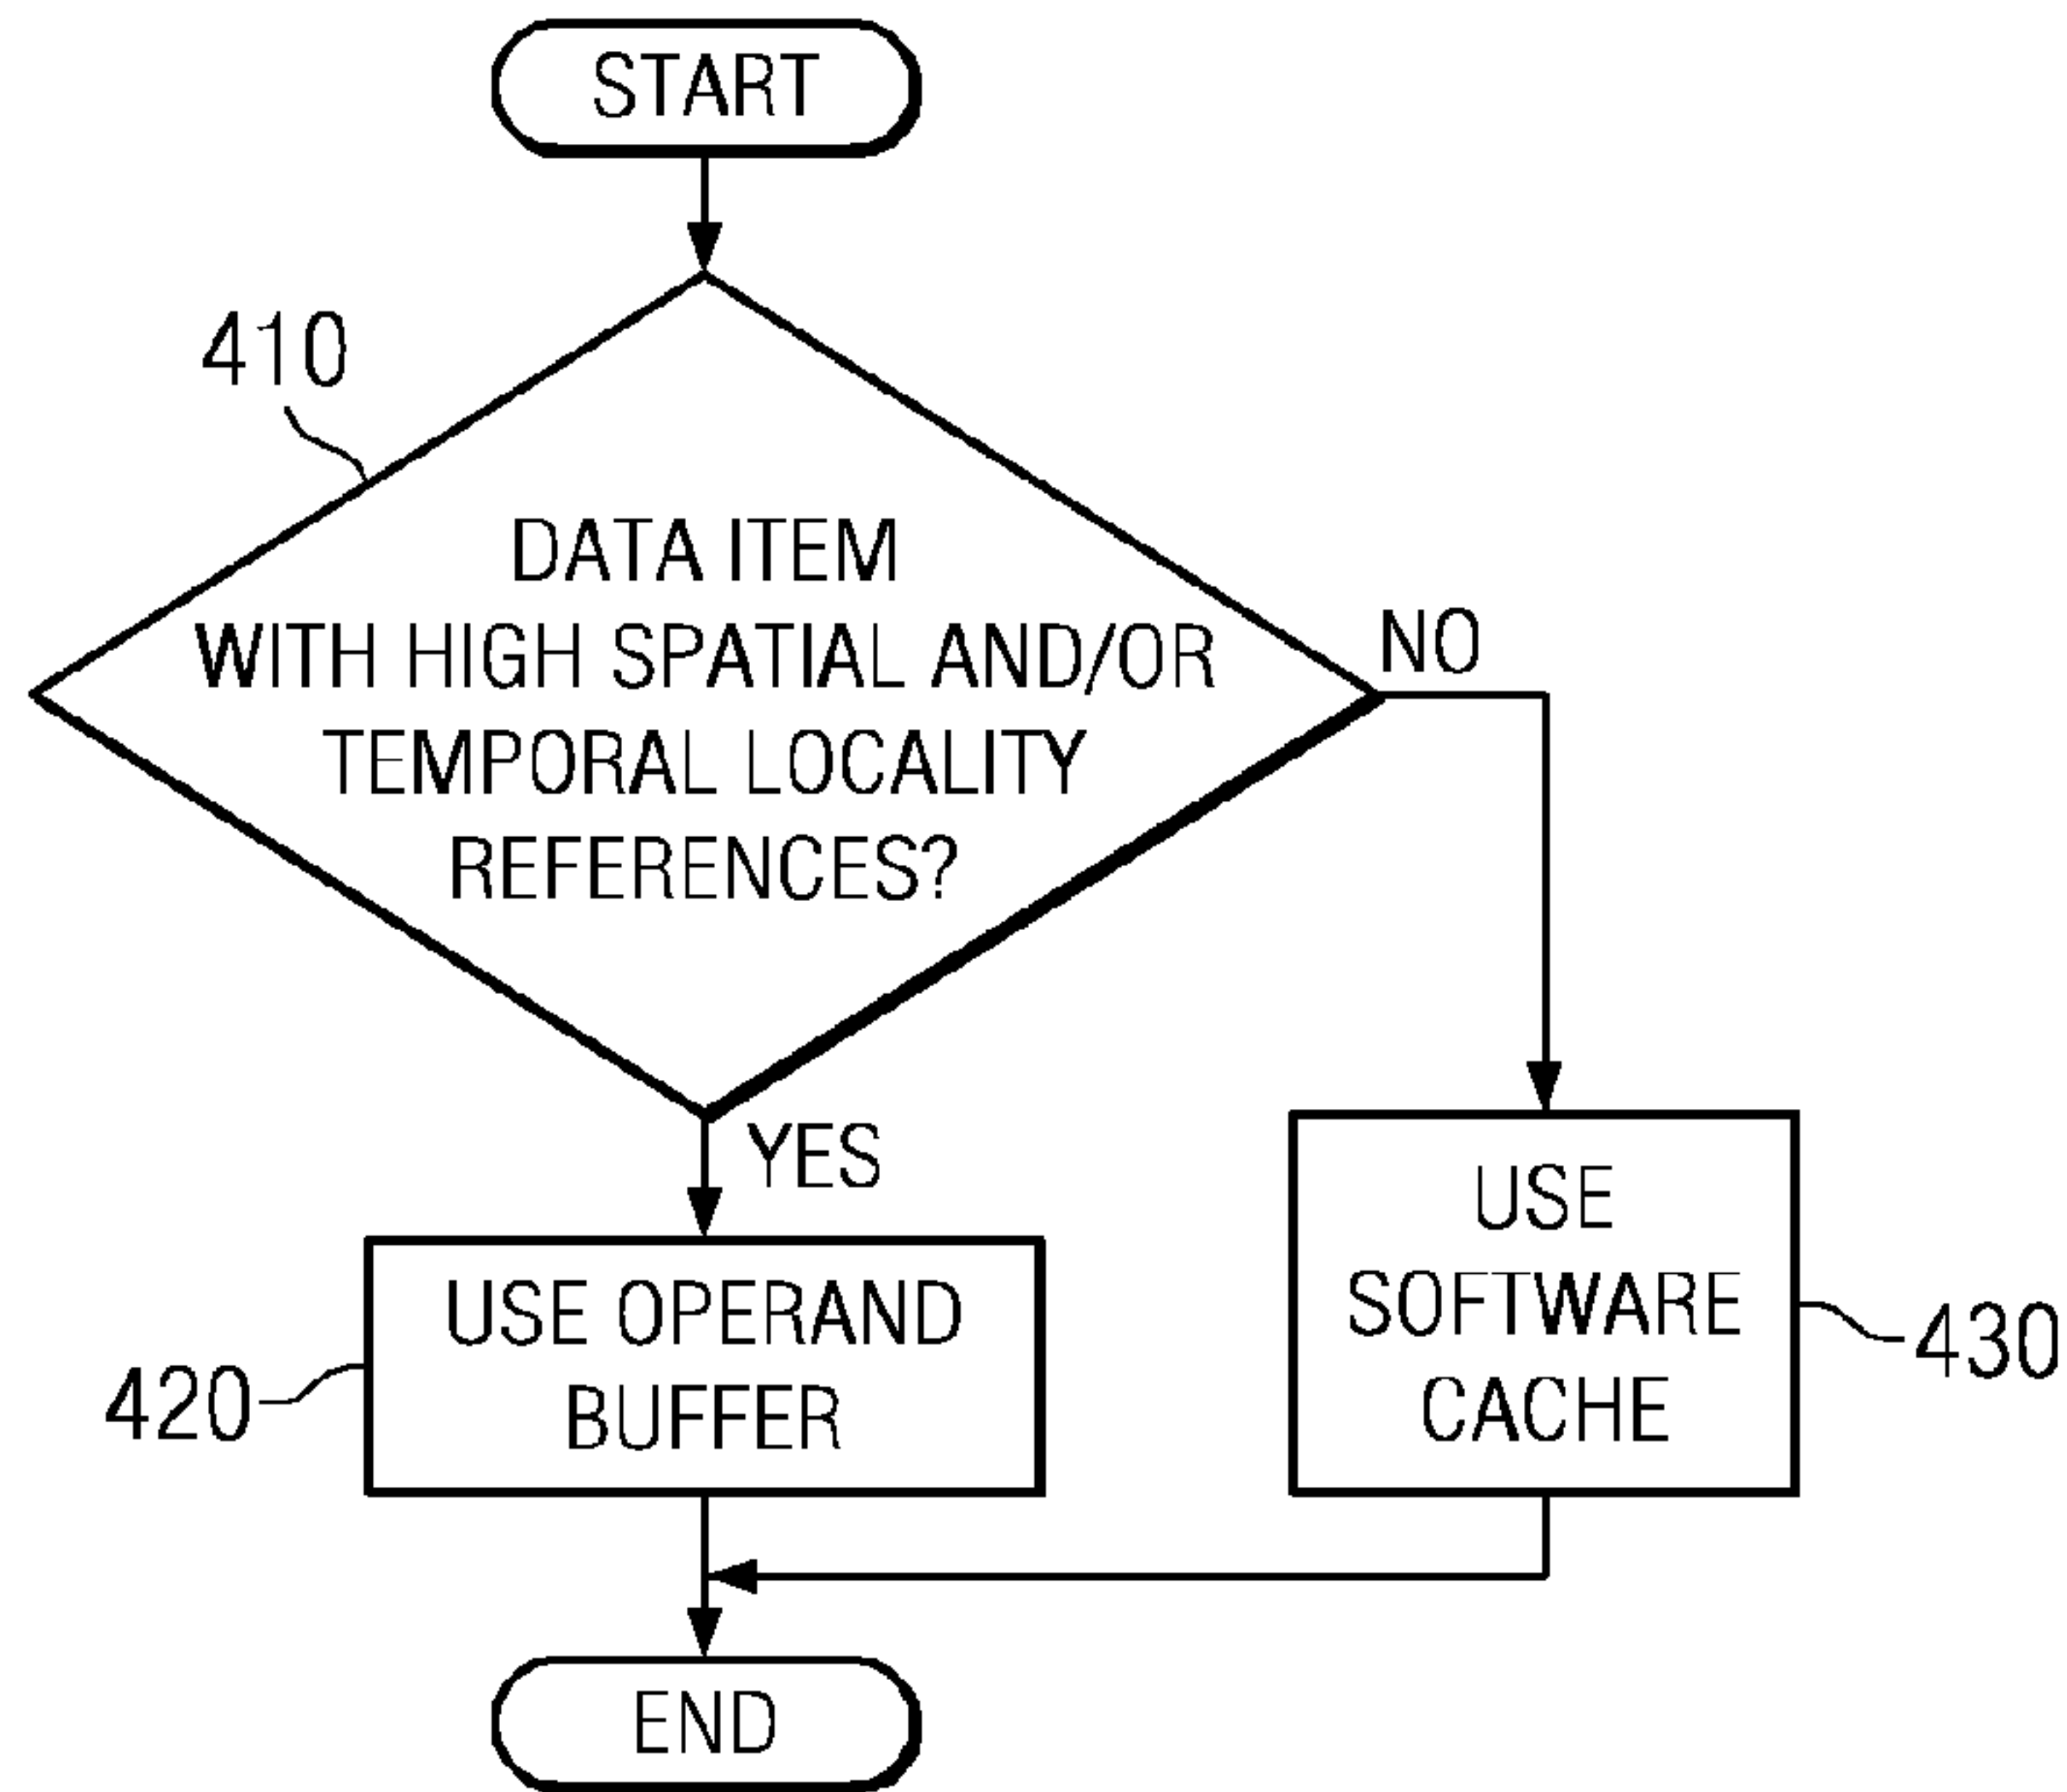 START
410
DATA ITEM
WITH HIGH SPATIAL AND/OR
TEMPORAL LOCALITY
REFERENCES?
NO
YES
USE OPERAND
BUFFER
420
USE
SOFTWARE
CACHE
430
END